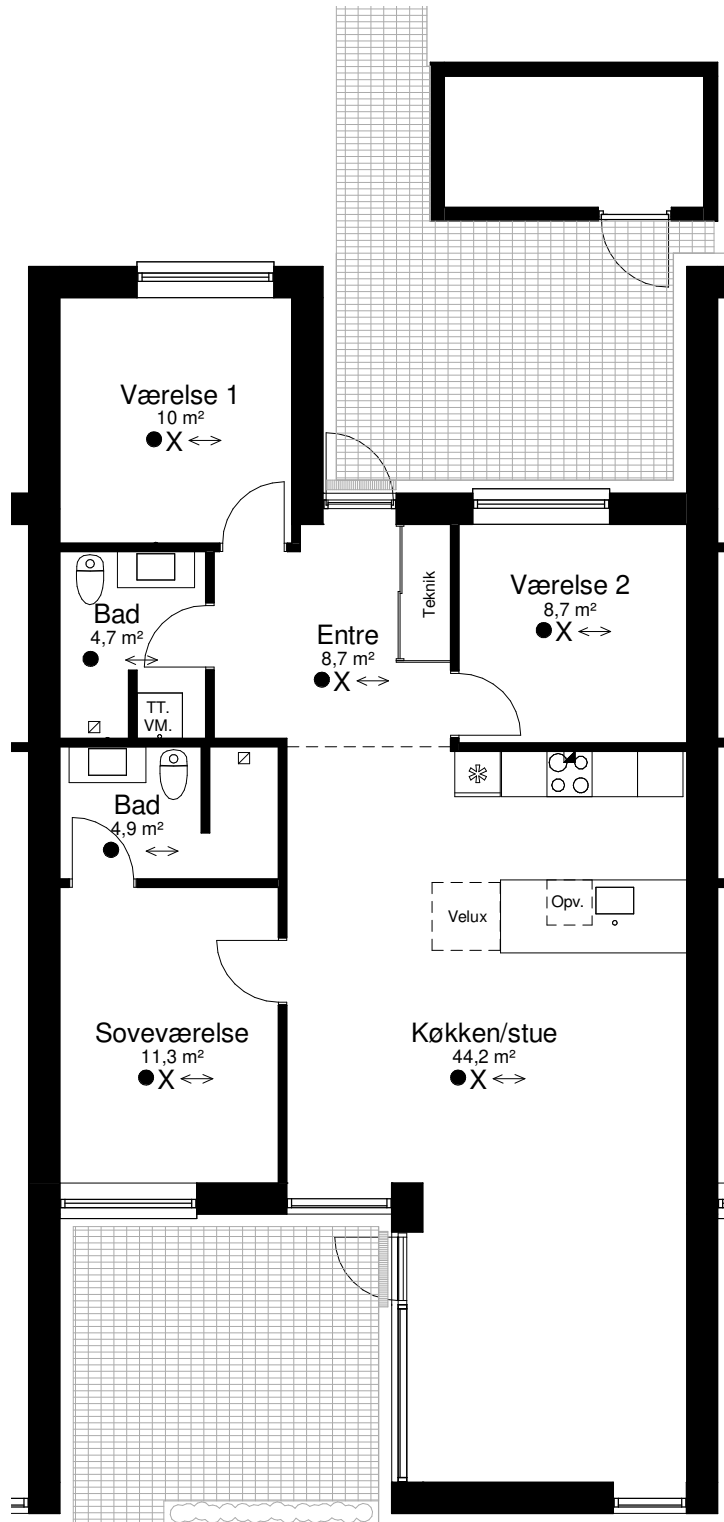 Værelse 1
10 m²
X
Værelse 2
8,7 m²
X
Teknik
Bad
4,7 m²
Entre
8,7 m²
X
TT.
VM.
Bad
4,9 m²
Velux
Opv.
Soveværelse
11,3 m²
X
Køkken/stue
44,2 m²
X